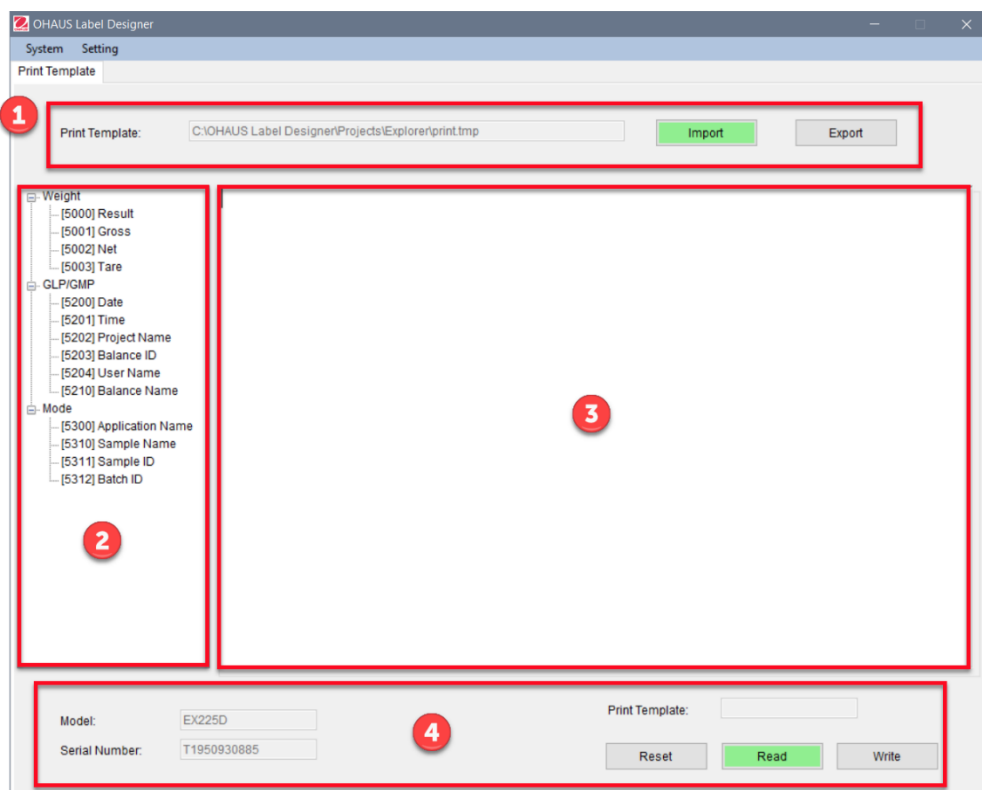 OHAUS Label Designer
System Setting
Print Template
1
Print Template: C:\OHAUS Label Designer\Projects\Explorer\print.tmp Import Export
Weight
[5000] Result
[5001] Gross
[5002] Net
[5003] Tare
GLP/GMP
[5200] Date
[5201] Time
[5202] Project Name
[5203] Balance ID
[5204] User Name
[5210] Balance Name
Mode
[5300] Application Name
[5310] Sample Name
[5311] Sample ID
[5312] Batch ID
2
3
Model: EX225D
Serial Number: T1950930885
4
Print Template:
Reset Read Write